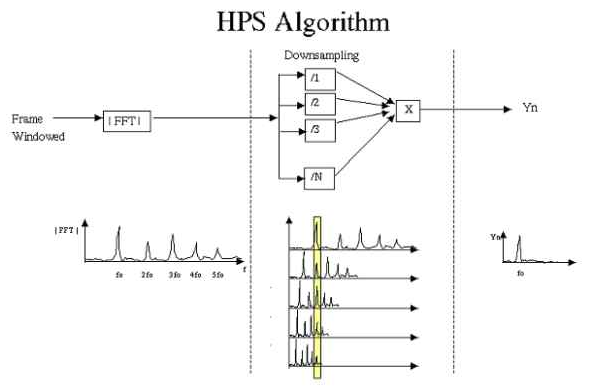 HPS Algorithm
Downsampling
Frame
Windowed
|FFT|
/1
/2
/3
/N
X
Yn
|FFT|
fo 2fo 3fo 4fo 5fo f
Yn
fo